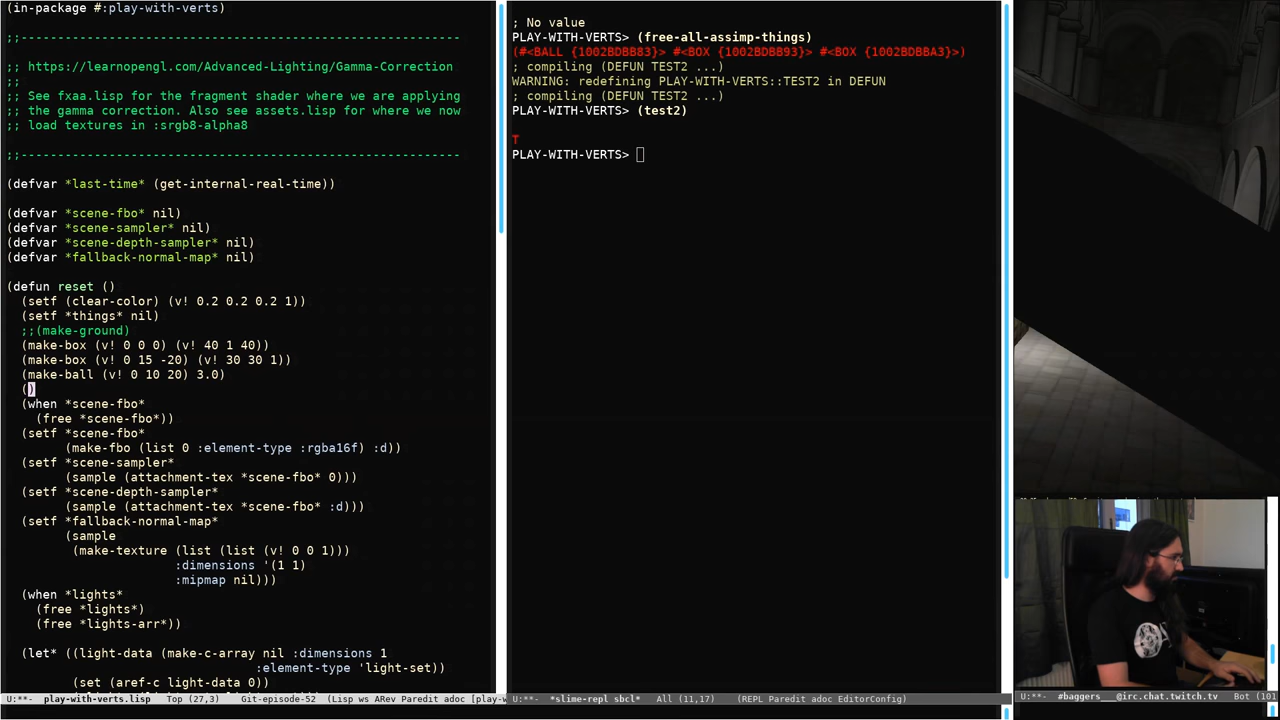 (in-package #:play-with-verts)
;;------------------------------------------------------------
;; https://learnopengl.com/Advanced-Lighting/Gamma-Correction
;;
;; See fxaa.lisp for the fragment shader where we are applying
;; the gamma correction. Also see assets.lisp for where we now
;; load textures in :srgb8-alpha8
;;------------------------------------------------------------
(defvar *last-time* (get-internal-real-time))
(defvar *scene-fbo* nil)
(defvar *scene-sampler* nil)
(defvar *scene-depth-sampler* nil)
(defvar *fallback-normal-map* nil)
(defun reset ()
  (setf (clear-color) (v! 0.2 0.2 0.2 1))
  (setf *things* nil)
  ;;(make-ground)
  (make-box (v! 0 0 0) (v! 40 1 40))
  (make-box (v! 0 15 -20) (v! 30 30 1))
  (make-ball (v! 0 10 20) 3.0)
  ()
  (when *scene-fbo*
    (free *scene-fbo*))
  (setf *scene-fbo*
        (make-fbo (list 0 :element-type :rgba16f) :d))
  (setf *scene-sampler*
        (sample (attachment-tex *scene-fbo* 0)))
  (setf *scene-depth-sampler*
        (sample (attachment-tex *scene-fbo* :d)))
  (setf *fallback-normal-map*
        (sample
         (make-texture (list (list (v! 0 0 1)))
                       :dimensions '(1 1)
                       :mipmap nil)))
  (when *lights*
    (free *lights*)
    (free *lights-arr*))
  (let* ((light-data (make-c-array nil :dimensions 1
                                  :element-type 'light-set))
         (set (aref-c light-data 0))
U:**-  play-with-verts.lisp   Top (27,3)     Git-episode-52  (Lisp ws ARev Paredit adoc [play-w
; No value
PLAY-WITH-VERTS> (free-all-assimp-things)
(#<BALL {1002BDBB83}> #<BOX {1002BDBB93}> #<BOX {1002BDBBA3}>)
; compiling (DEFUN TEST2 ...)
WARNING: redefining PLAY-WITH-VERTS::TEST2 in DEFUN
; compiling (DEFUN TEST2 ...)
PLAY-WITH-VERTS> (test2)
T
PLAY-WITH-VERTS>
U:**-  *slime-repl sbcl*   All (11,17)    (REPL Paredit adoc EditorConfig)
U:**-  #baggers___@irc.chat.twitch.tv   Bot (101